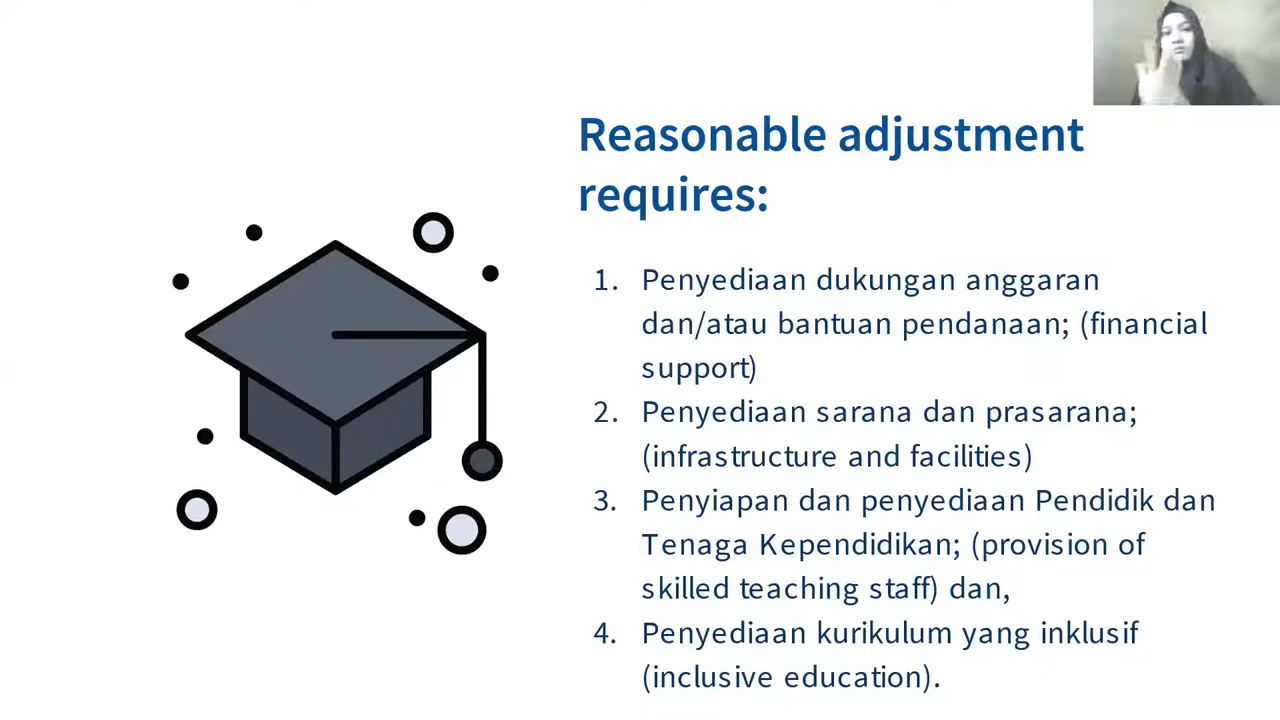 Reasonable adjustment
requires:
1. Penyediaan dukungan anggaran
dan/atau bantuan pendanaan; (financial
support)
2. Penyediaan sarana dan prasarana;
(infrastructure and facilities)
3. Penyiapan dan penyediaan Pendidik dan
Tenaga Kependidikan; (provision of
skilled teaching staff) dan,
4. Penyediaan kurikulum yang inklusif
(inclusive education).